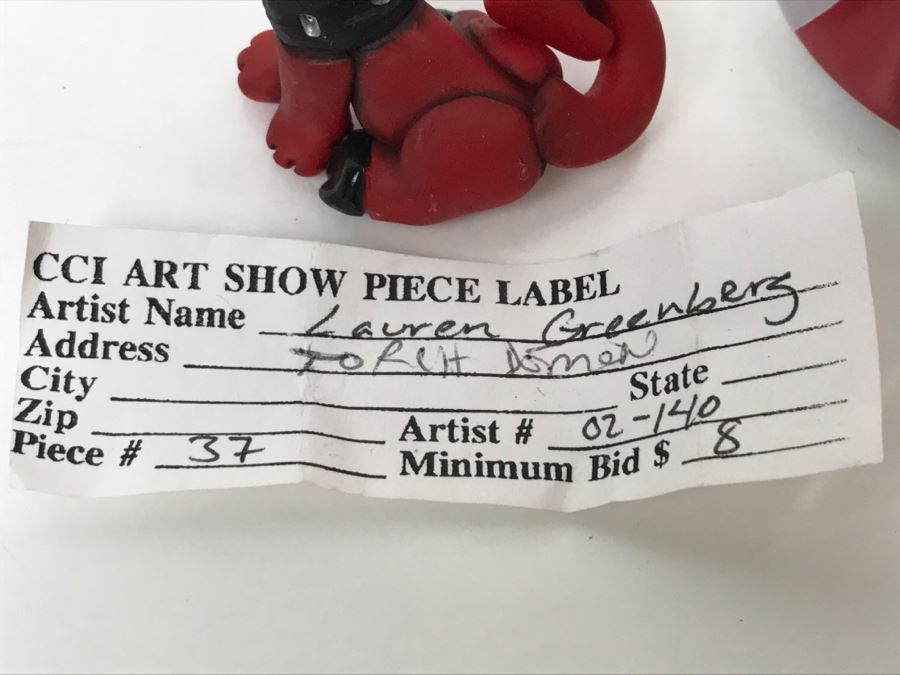 CCI ART SHOW PIECE LABEL
Artist Name Lauren Greenberg
Address
City State
Zip Artist # 02-140
Piece # 37 Minimum Bid $ 8